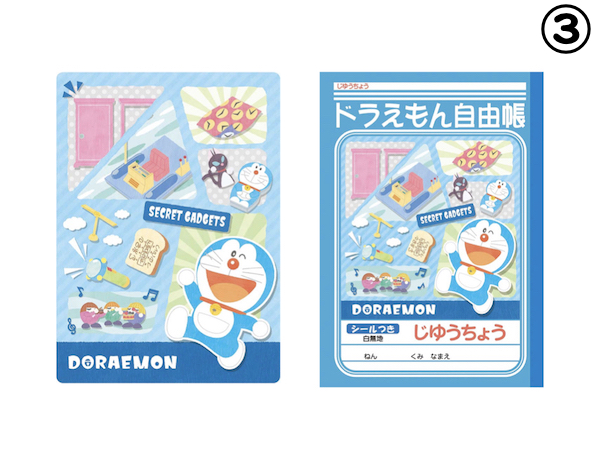 ③
SECRET GADGETS
DORAEMON
じゆうちょう
ドラえもん自由帳
SECRET GADGETS
DORAEMON
シールつき
白無地
じゆうちょう
ねん くみ なまえ